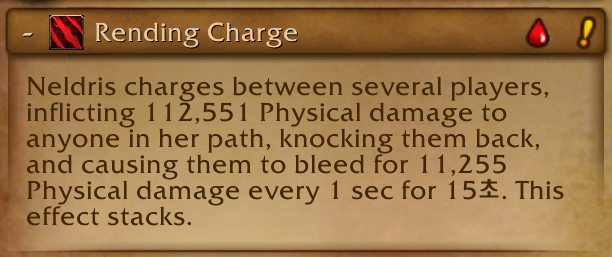 - Rending Charge
Neldris charges between several players,
inflicting 112,551 Physical damage to
anyone in her path, knocking them back,
and causing them to bleed for 11,255
Physical damage every 1 sec for 15초. This
effect stacks.